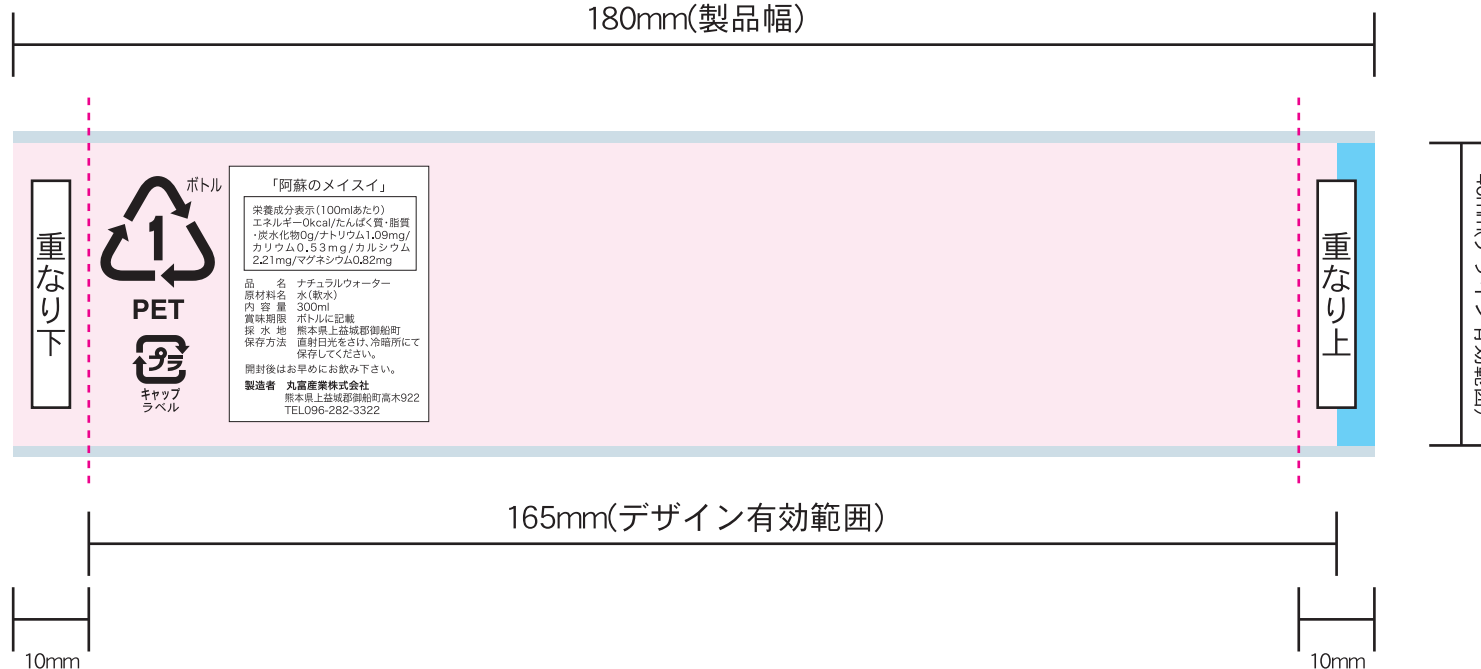 180mm(製品幅)
重なり下
ボトル
1
PET
プラ
キャップ
ラベル
「阿蘇のメイスイ」
栄養成分表示(100mlあたり)
エネルギー0kcal/たんぱく質・脂質
・炭水化物0g/ナトリウム1.09mg/
カリウム0.53mg/カルシウム
2.21mg/マグネシウム0.82mg
品　　名　ナチュラルウォーター
原材料名　水(軟水)
内 容 量　300ml
賞味期限　ボトルに記載
採 水 地　熊本県上益城郡御船町
保存方法　直射日光をさけ、冷暗所にて
保存してください。
開封後はお早めにお飲み下さい。
製造者　丸富産業株式会社
熊本県上益城郡御船町高木922
TEL096-282-3322
重なり上
165mm(デザイン有効範囲)
10mm
10mm